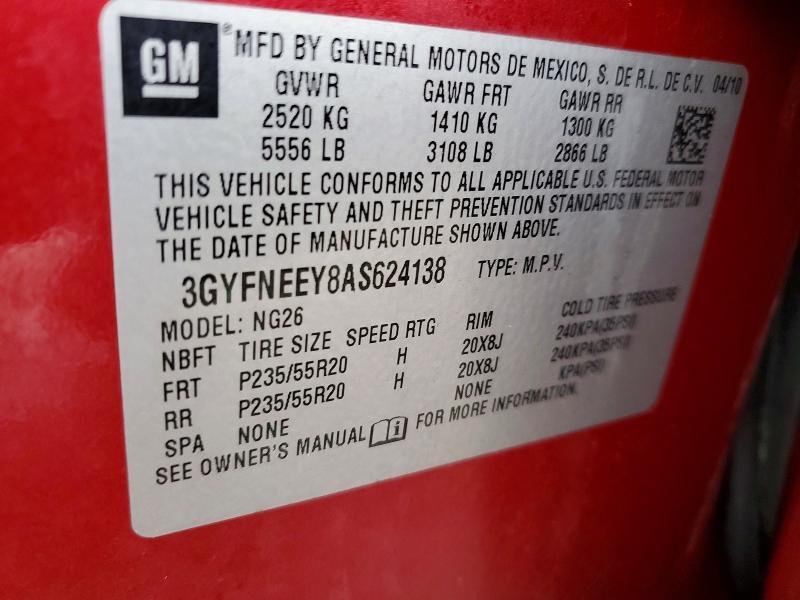 GM
® MFD BY GENERAL MOTORS DE MEXICO, S. DE R.L. DE C.V. 04/10
GVWR GAWR FRT GAWR RR
2520 KG 1410 KG 1300 KG
5556 LB 3108 LB 2866 LB
THIS VEHICLE CONFORMS TO ALL APPLICABLE U.S. FEDERAL MOTOR
VEHICLE SAFETY AND THEFT PREVENTION STANDARDS IN EFFECT ON
THE DATE OF MANUFACTURE SHOWN ABOVE.
3GYFNEEY8AS624138 TYPE: M.P.V.
MODEL: NG26
NBFT TIRE SIZE SPEED RTG RIM COLD TIRE PRESSURE
FRT P235/55R20 H 20X8J 240KPA(35PSI)
RR P235/55R20 H 20X8J 240KPA(35PSI)
SPA NONE NONE KPA(PSI)
SEE OWNER'S MANUAL i FOR MORE INFORMATION.